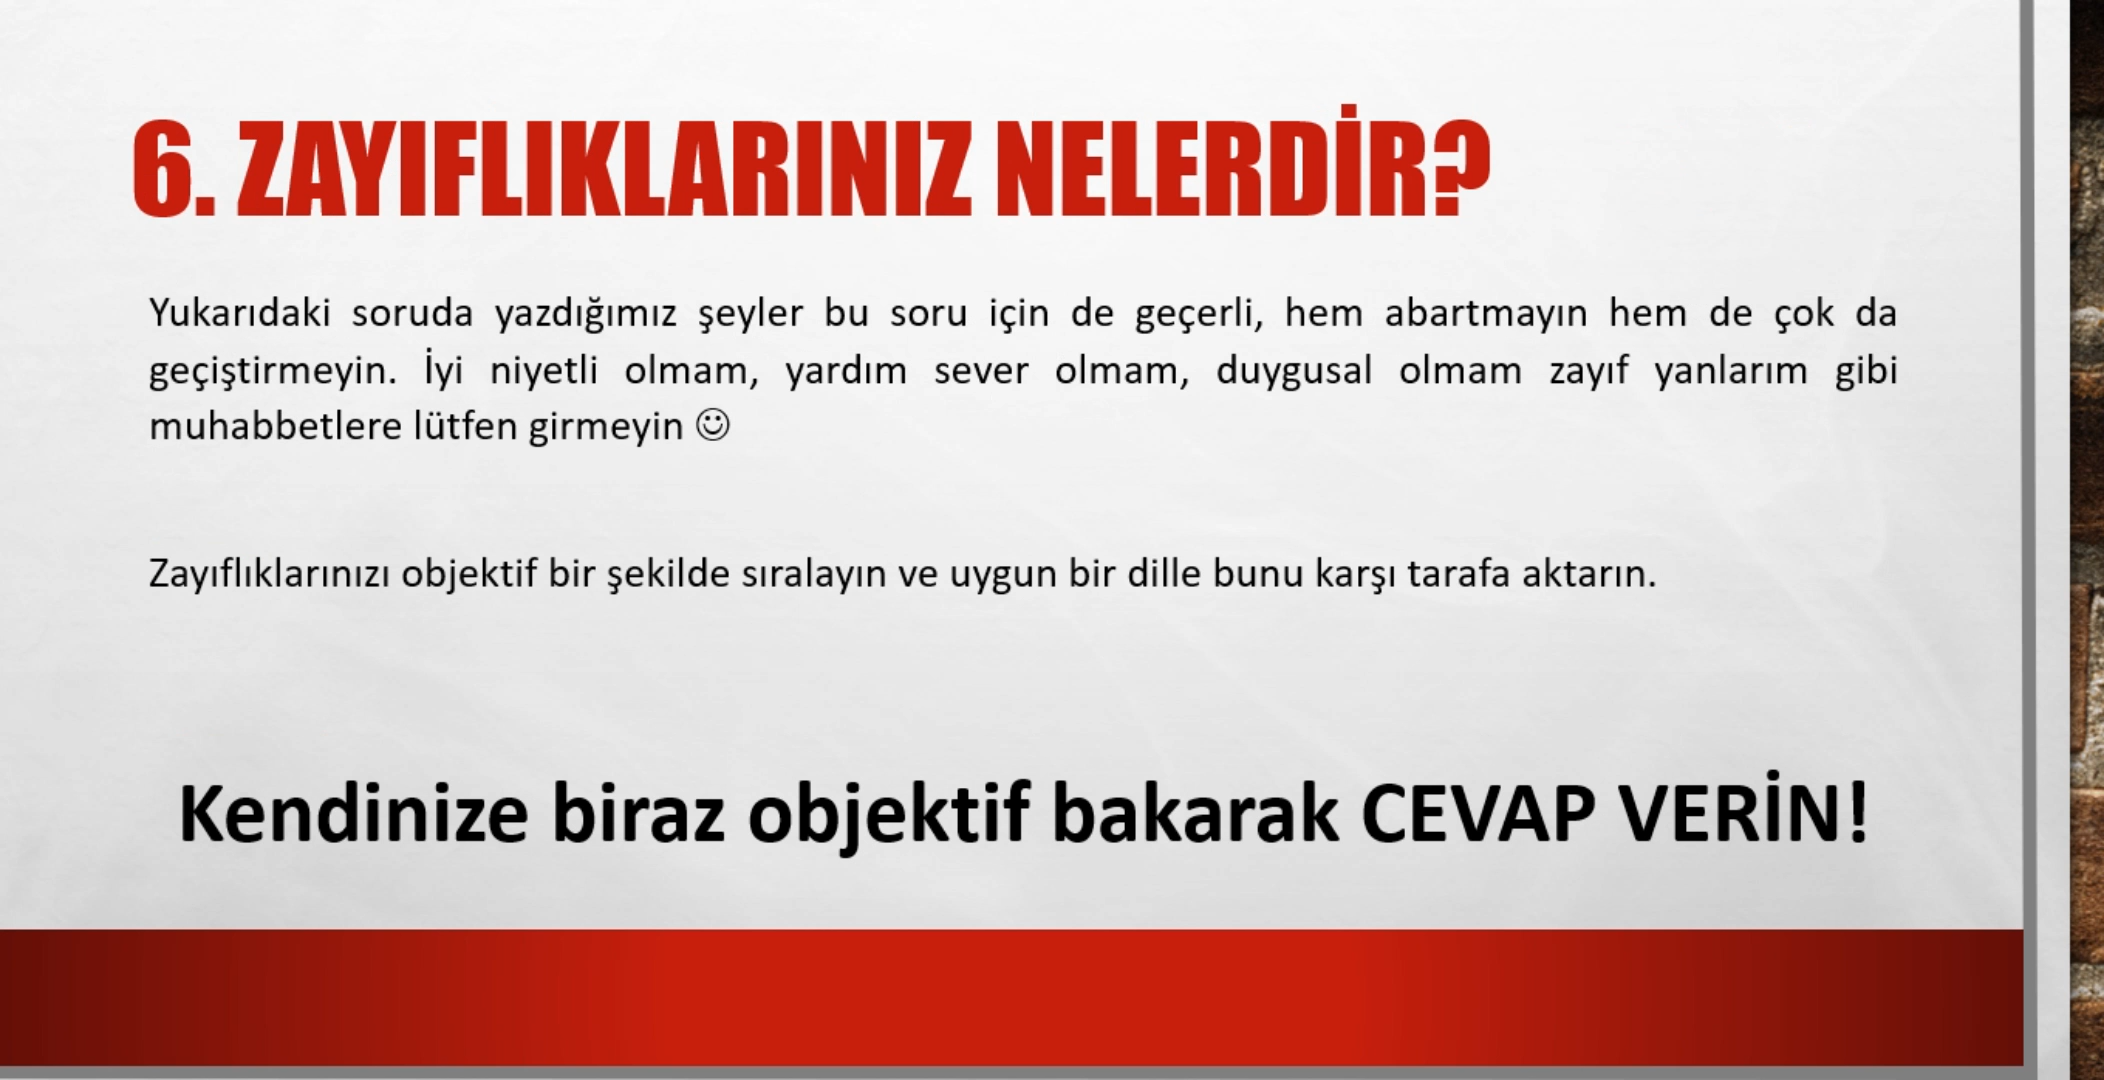 6. ZAYIFLIKLARINIZ NELERDİR?
Yukarıdaki soruda yazdığımız şeyler bu soru için de geçerli, hem abartmayın hem de çok da
geçiştirmeyin. İyi niyetli olmam, yardım sever olmam, duygusal olmam zayıf yanlarım gibi
muhabbetlere lütfen girmeyin ☺
Zayıflıklarınızı objektif bir şekilde sıralayın ve uygun bir dille bunu karşı tarafa aktarın.
Kendinize biraz objektif bakarak CEVAP VERİN!